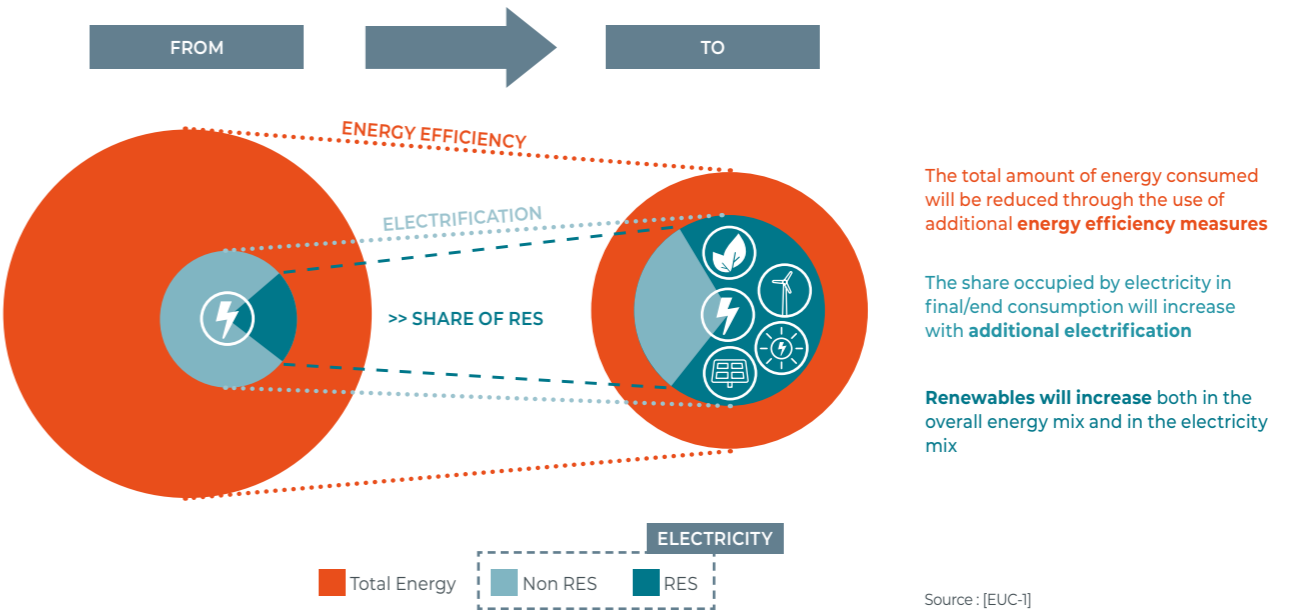 FROM
TO
ENERGY EFFICIENCY
ELECTRIFICATION
>> SHARE OF RES
The total amount of energy consumed
will be reduced through the use of
additional energy efficiency measures
The share occupied by electricity in
final/end consumption will increase
with additional electrification
Renewables will increase both in the
overall energy mix and in the electricity
mix
ELECTRICITY
Total Energy
Non RES
RES
Source : [EUC-1]